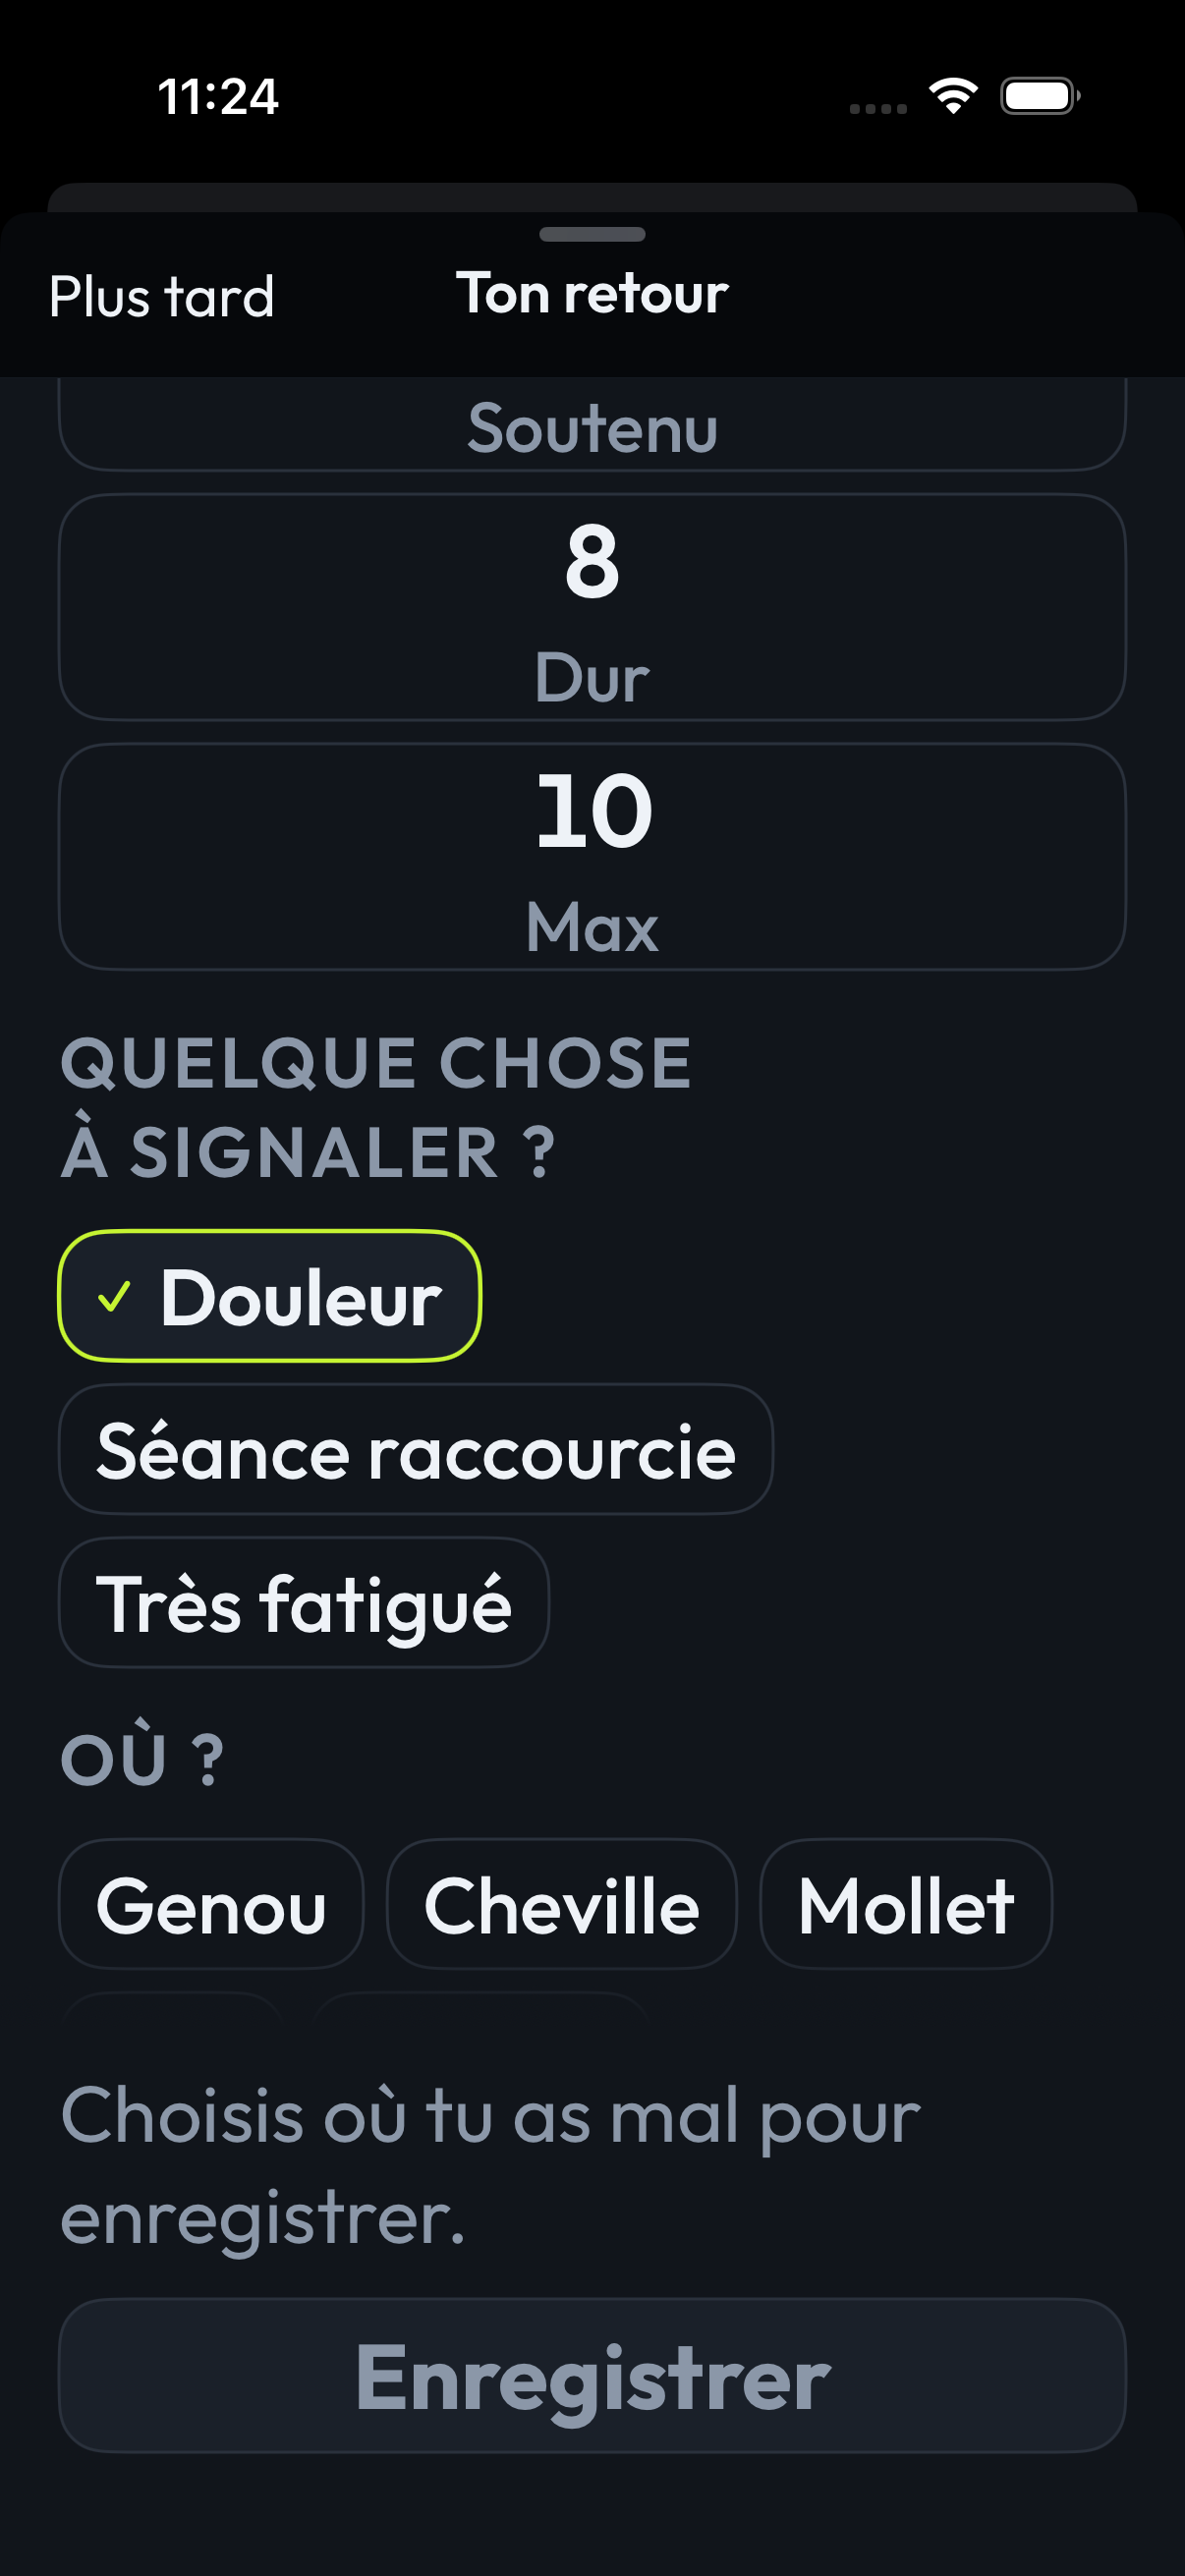 11:24
Plus tard
Ton retour
Soutenu
8
Dur
10
Max
QUELQUE CHOSE
À SIGNALER ?
Douleur
Séance raccourcie
Très fatigué
OÙ ?
Genou Cheville Mollet
Choisis où tu as mal pour
enregistrer.
Enregistrer